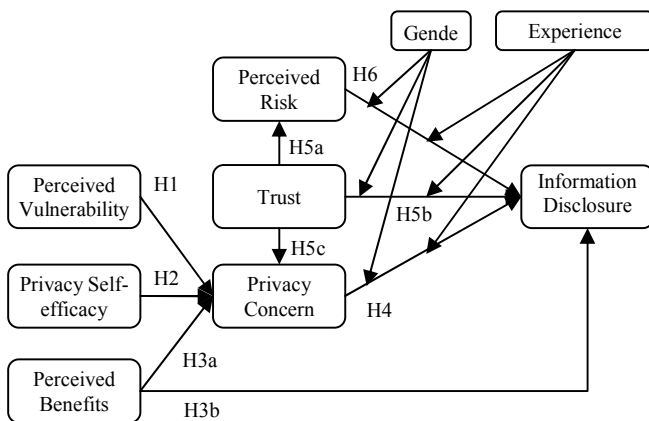 Gende
Experience
Perceived
Risk
H6
H5a
Perceived
Vulnerability
H1
Trust
H5b
Information
Disclosure
H5c
Privacy Self-
efficacy
H2
Privacy
Concern
H4
H3a
Perceived
Benefits
H3b